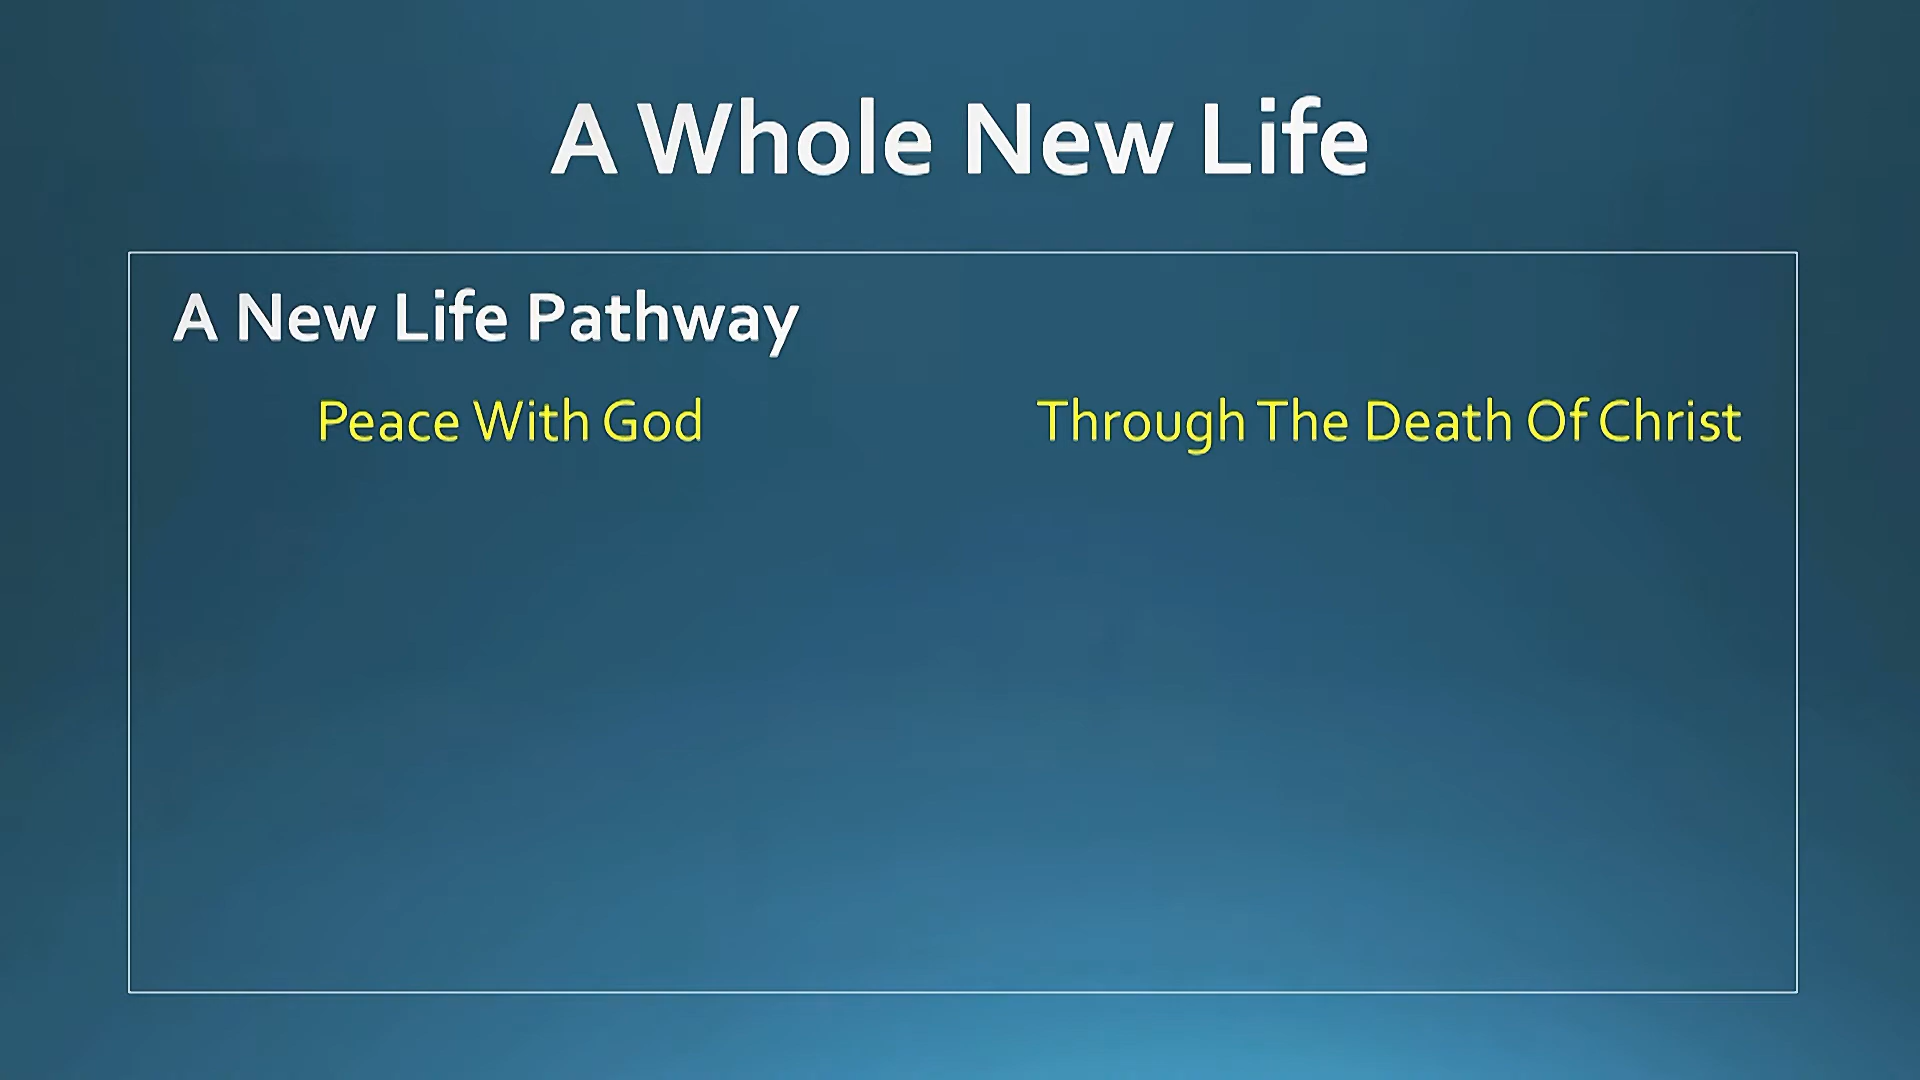 A Whole New Life
A New Life Pathway
Peace With God Through The Death Of Christ